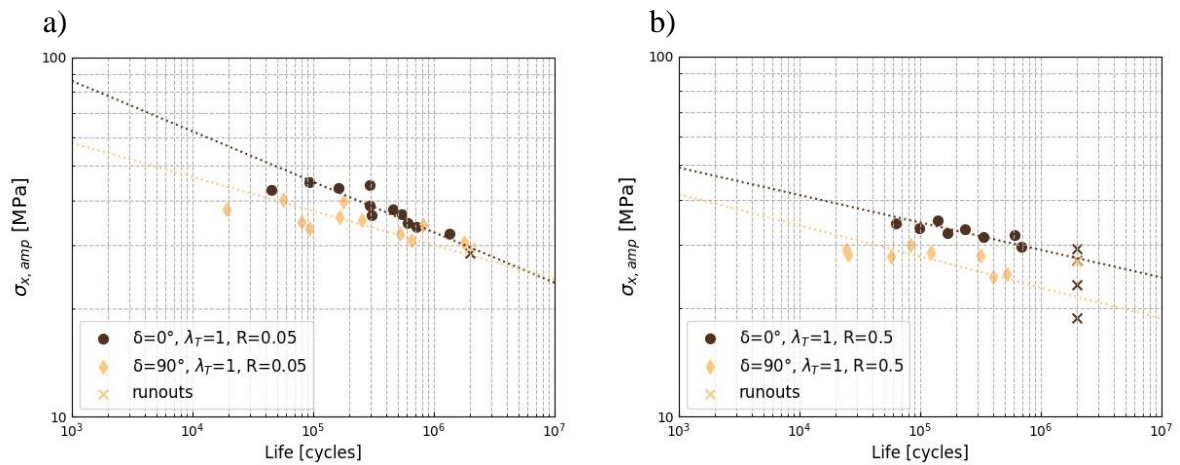 a)
100
σx, amp [MPa]
10
δ=0°, λT=1, R=0.05
δ=90°, λT=1, R=0.05
runouts
10³ 10⁴ 10⁵ 10⁶ 10⁷
Life [cycles]
b)
100
σx, amp [MPa]
10
δ=0°, λT=1, R=0.5
δ=90°, λT=1, R=0.5
runouts
10³ 10⁴ 10⁵ 10⁶ 10⁷
Life [cycles]